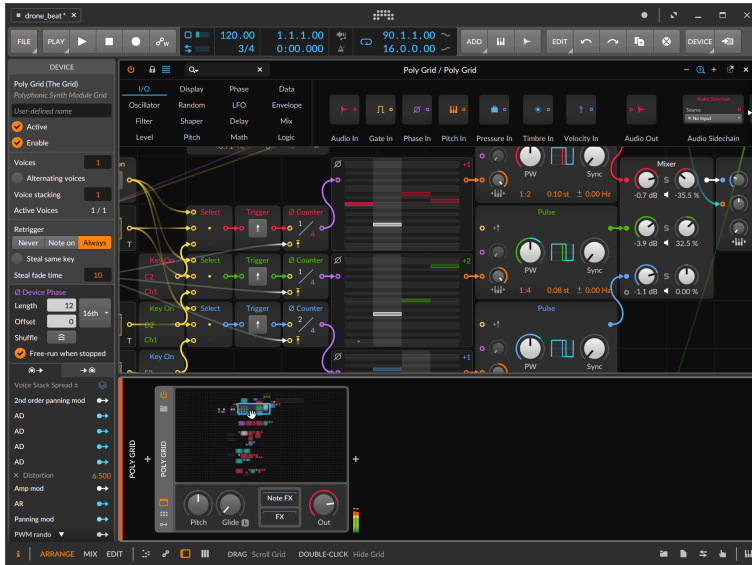 drone_beat* ×
FILE PLAY 120.00 3/4 1.1.1.00 0:00.000 90.1.1.00 16.0.0.00 ADD EDIT DEVICE
DEVICE
Poly Grid (The Grid)
Polyphonic Synth Module Grid
User-defined name
Active
Enable
Voices 1
Alternating voices
Voice stacking 1
Active Voices 1 / 1
Retrigger
Never Note on Always
Steal same key
Steal fade time 10
Ø Device Phase
Length 12 16th
Offset 0
Shuffle
Free-run when stopped
Voice Stack Spread ±
2nd order panning mod
AD
AD
AD
AD
× Distortion 6.500
Amp mod
AR
Panning mod
PWM rando
Poly Grid / Poly Grid
I/O Display Phase Data
Oscillator Random LFO Envelope
Filter Shaper Delay Mix
Level Pitch Math Logic
Audio In Gate In Phase In Pitch In Pressure In Timbre In Velocity In Audio Out Audio Sidechain
Audio Sidechain
Source
× No Input
Select Trigger Ø Counter
1
4
T
Key On Select Trigger Ø Counter
C2
Ch1
1
4
Key On Select Trigger Ø Counter
D2
T Ch1
2
4
Key On
+1
+2
+1
PW Sync
1:2 0.10 st ± 0.00 Hz
Pulse
PW Sync
1:4 0.08 st ± 0.00 Hz
Pulse
PW Sync
Mixer
-0.7 dB S -35.5 %
-3.9 dB S 32.5 %
-1.1 dB S 0.00 %
POLY GRID
+
POLY GRID
+
Pitch Glide L Note FX FX Out
i ARRANGE MIX EDIT DRAG Scroll Grid DOUBLE-CLICK Hide Grid